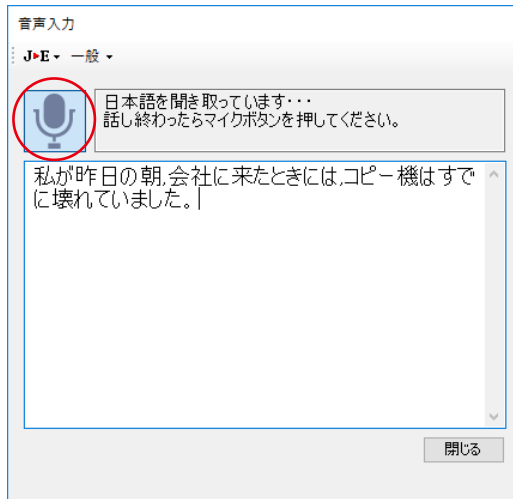 音声入力
J▶E 一般
日本語を聞き取っています・・・
話し終わったらマイクボタンを押してください。
私が昨日の朝,会社に来たときには,コピー機はすで
に壊れていました。
閉じる